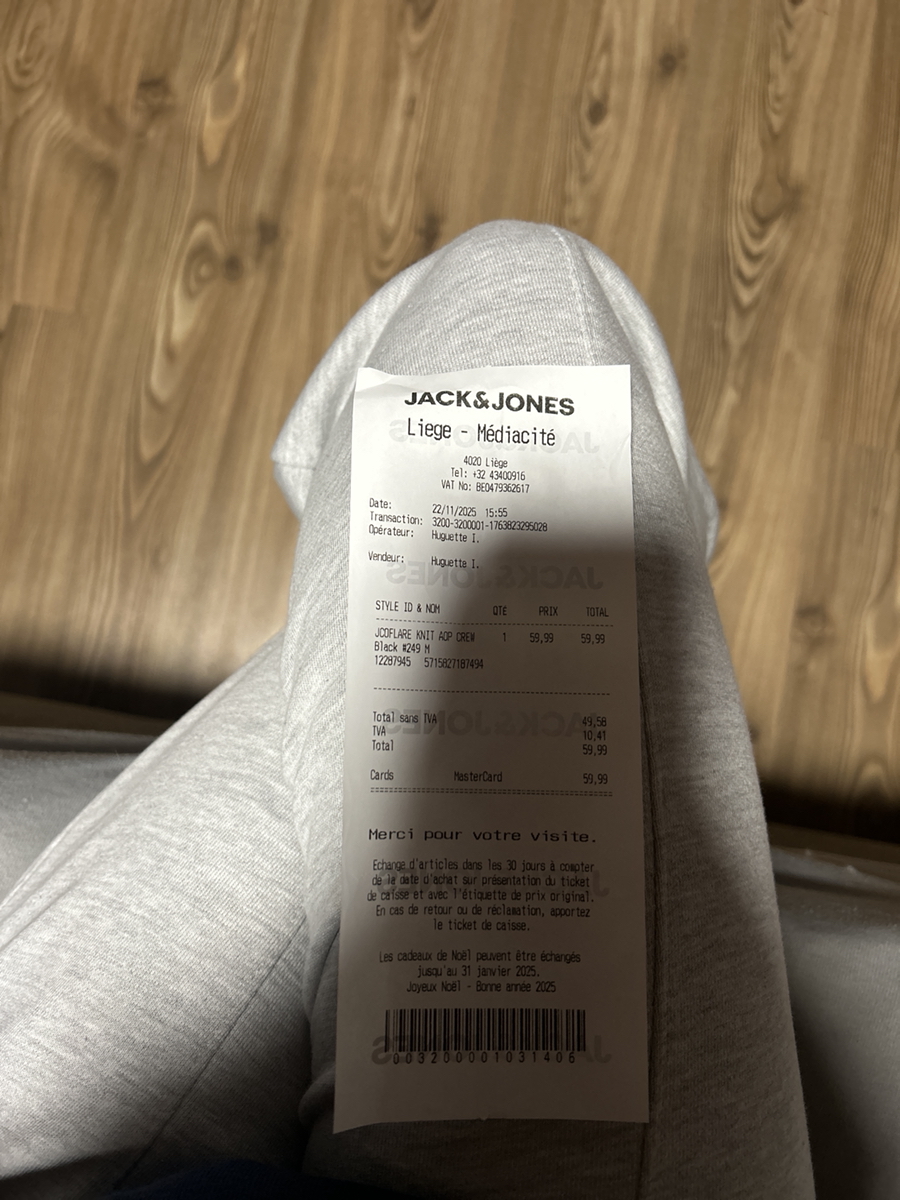 JACK&JONES
Liege - Médiacité
4020 Liège
Tel: +32 43400916
VAT No: BE0479362617
Date: 22/11/2025 15:55
Transaction: 3200-3200001-1763823295028
Opérateur: Huguette I.
Vendeur: Huguette I.
STYLE ID & NOM QTE PRIX TOTAL
JCOFLARE KNIT AOP CREW 1 59,99 59,99
Black #249 M
12287945 5715827187494
Total sans TVA 49,58
TVA 10,41
Total 59,99
Cards MasterCard 59,99
Merci pour votre visite.
Echange d'articles dans les 30 jours à compter
de la date d'achat sur présentation du ticket
de caisse et avec l'étiquette de prix original.
En cas de retour ou de réclamation, apportez
le ticket de caisse.
Les cadeaux de Noël peuvent être échangés
jusqu'au 31 janvier 2025.
Joyeux Noël - Bonne année 2025
003200001031406